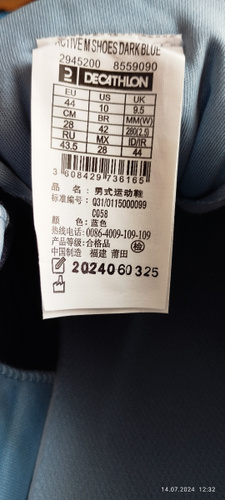 ACTIVE M SHOES DARK BLUE
2945200 8559090
DECATHLON
EU US UK
44 10 9.5
CM BR MM(W)
28 42 280(2.5)
RU MX ID/IR
43.5 28 44
3 608429 736165
品 名：男式运动鞋
标准编号：Q31/0115000099
C058
颜 色：蓝色
热线电话：0086-4009-109-109
产品等级：合格品 检
中国制造 福建 莆田
2024060325
14.07.2024 12:32